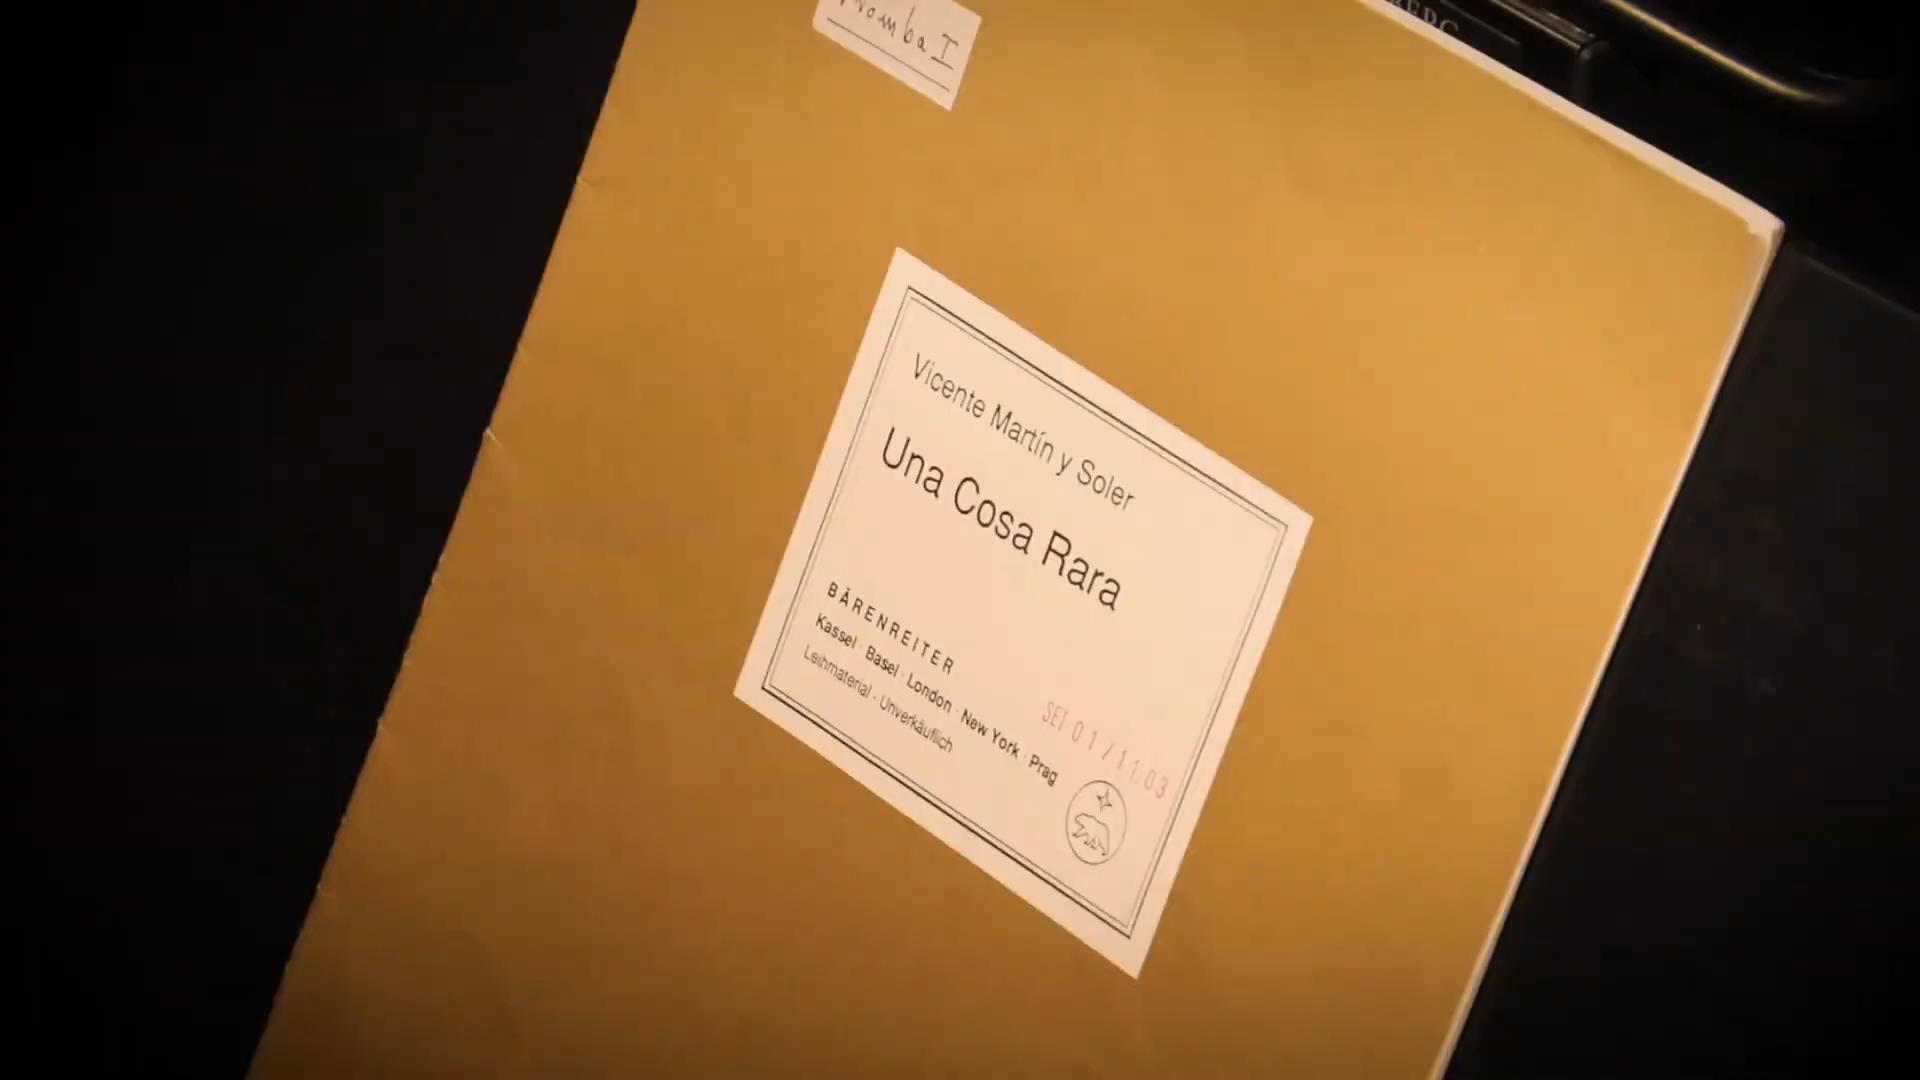 Tromba I
Vicente Martín y Soler
Una Cosa Rara
BÄRENREITER
Kassel · Basel · London · New York · Prag
Leihmaterial - Unverkäuflich
SET 01 / 11.03